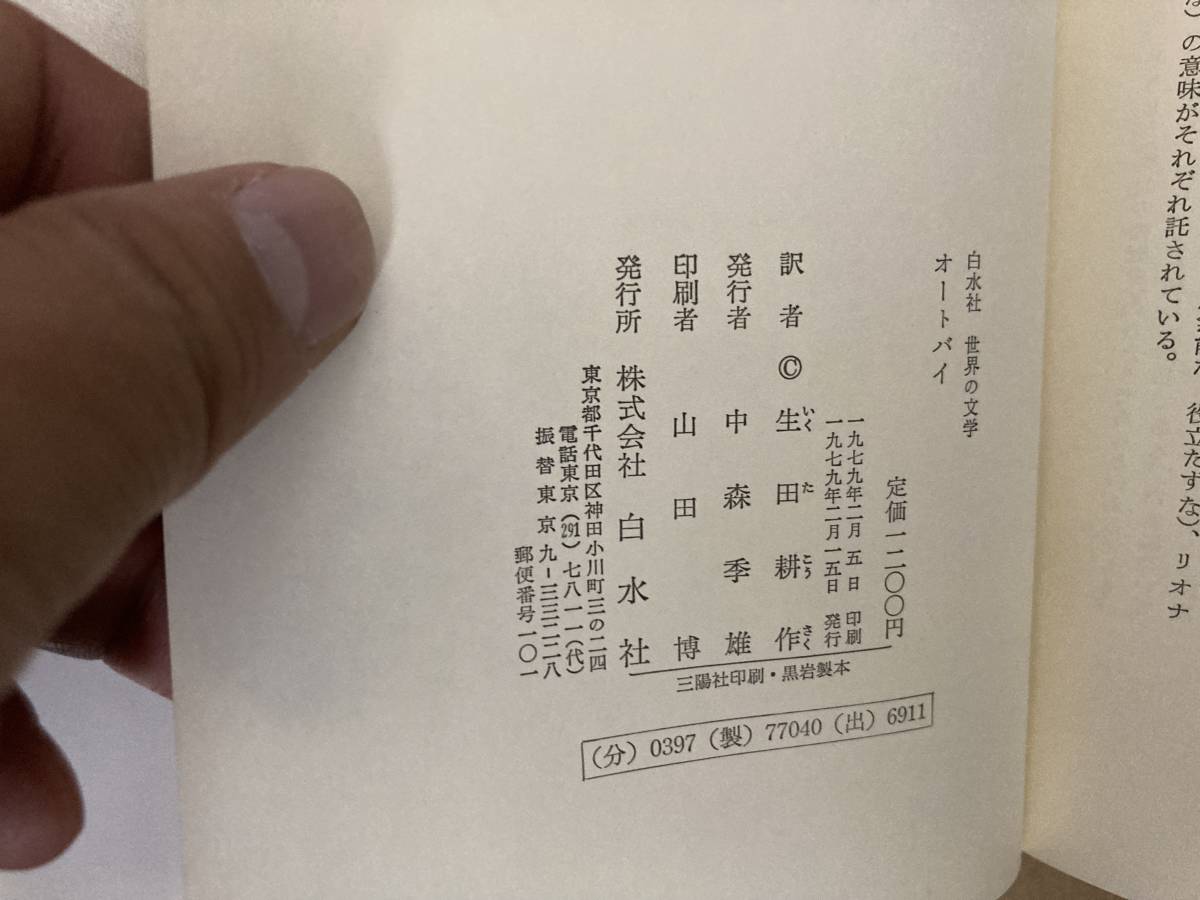 の意味がそれぞれ託されている。
役立たずな)、リオナ
白水社 世界の文学
オートバイ
定価一二〇〇円
一九七九年二月 五 日 印刷
一九七九年二月一五日 発行
訳者 © 生田耕作
いくたこうさく
発行者 中森季雄
印刷者 山田博
発行所 株式会社白水社
東京都千代田区神田小川町三の二四
電話東京(291)七八一一(代)
振替東京九-三三二二八
郵便番号一〇一
三陽社印刷・黒岩製本
(分)0397(製)77040(出)6911